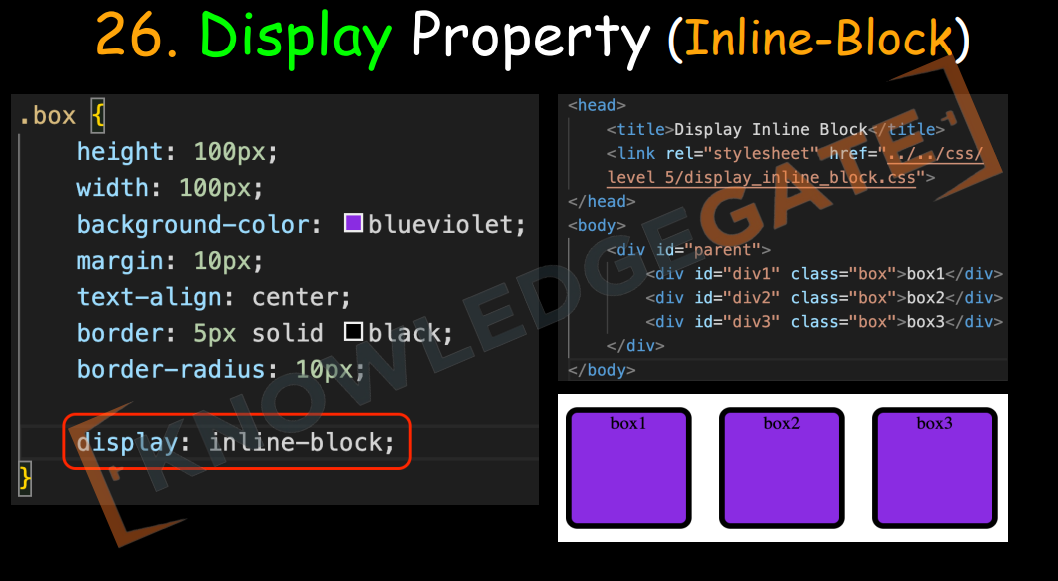 26. Display Property (Inline-Block)
.box {
height: 100px;
width: 100px;
background-color: blueviolet;
margin: 10px;
text-align: center;
border: 5px solid black;
border-radius: 10px;
display: inline-block;
}
<head>
<title>Display Inline Block</title>
<link rel="stylesheet" href="../../css/
level 5/display_inline_block.css">
</head>
<body>
<div id="parent">
<div id="div1" class="box">box1</div>
<div id="div2" class="box">box2</div>
<div id="div3" class="box">box3</div>
</div>
</body>
box1 box2 box3
KNOWLEDGEGATE